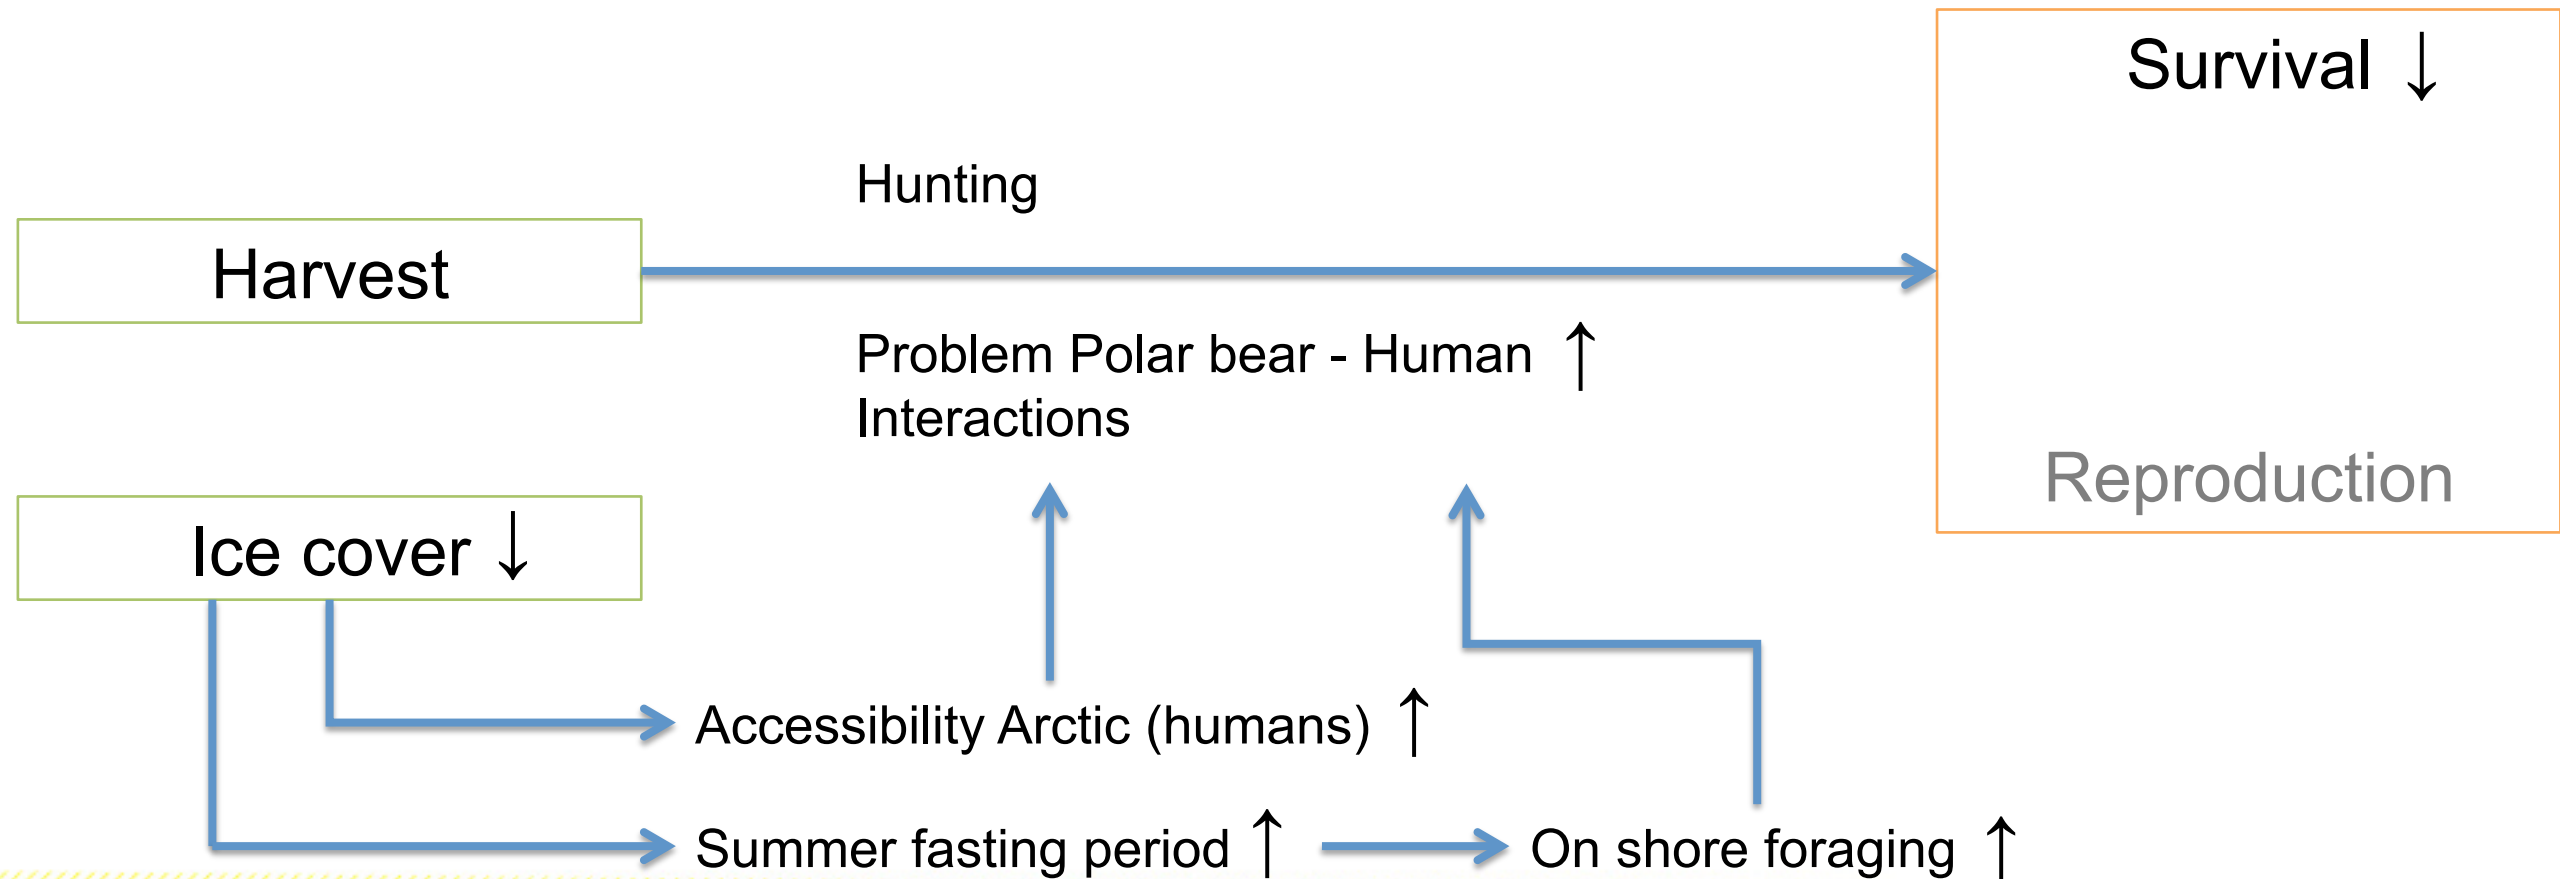 Survival ↓
Hunting
Harvest
Problem Polar bear - Human ↑
Interactions
Reproduction
Ice cover ↓
Accessibility Arctic (humans) ↑
Summer fasting period ↑
On shore foraging ↑